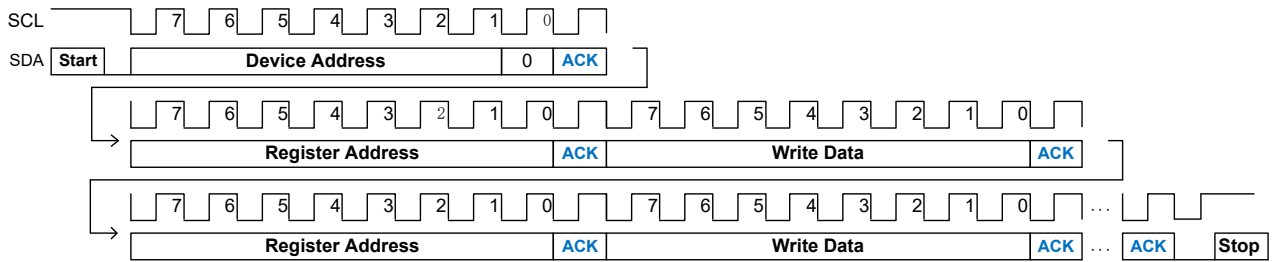 SCL 7 6 5 4 3 2 1 0
SDA Start Device Address 0 ACK
7 6 5 4 3 2 1 0 7 6 5 4 3 2 1 0
Register Address ACK Write Data ACK
7 6 5 4 3 2 1 0 7 6 5 4 3 2 1 0 ...
Register Address ACK Write Data ACK ... ACK Stop